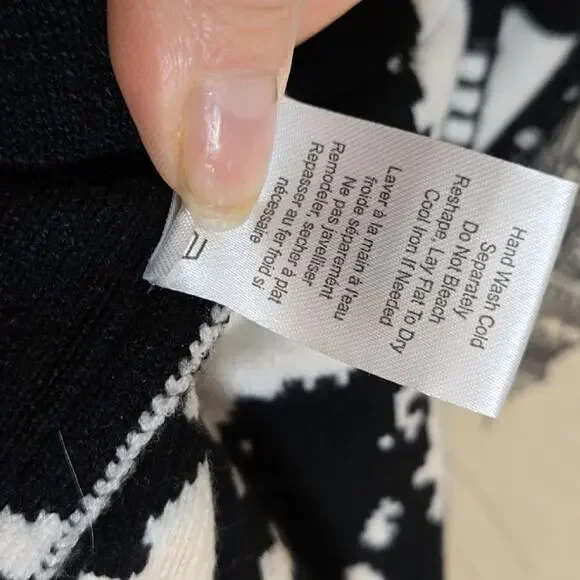 Hand Wash Cold
Separately
Do Not Bleach
Reshape, Lay Flat To Dry
Cool Iron If Needed
Laver à la main à l'eau
froide séparément
Ne pas javelliser
Remodeler, sécher à plat
Repasser au fer froid si
nécessaire